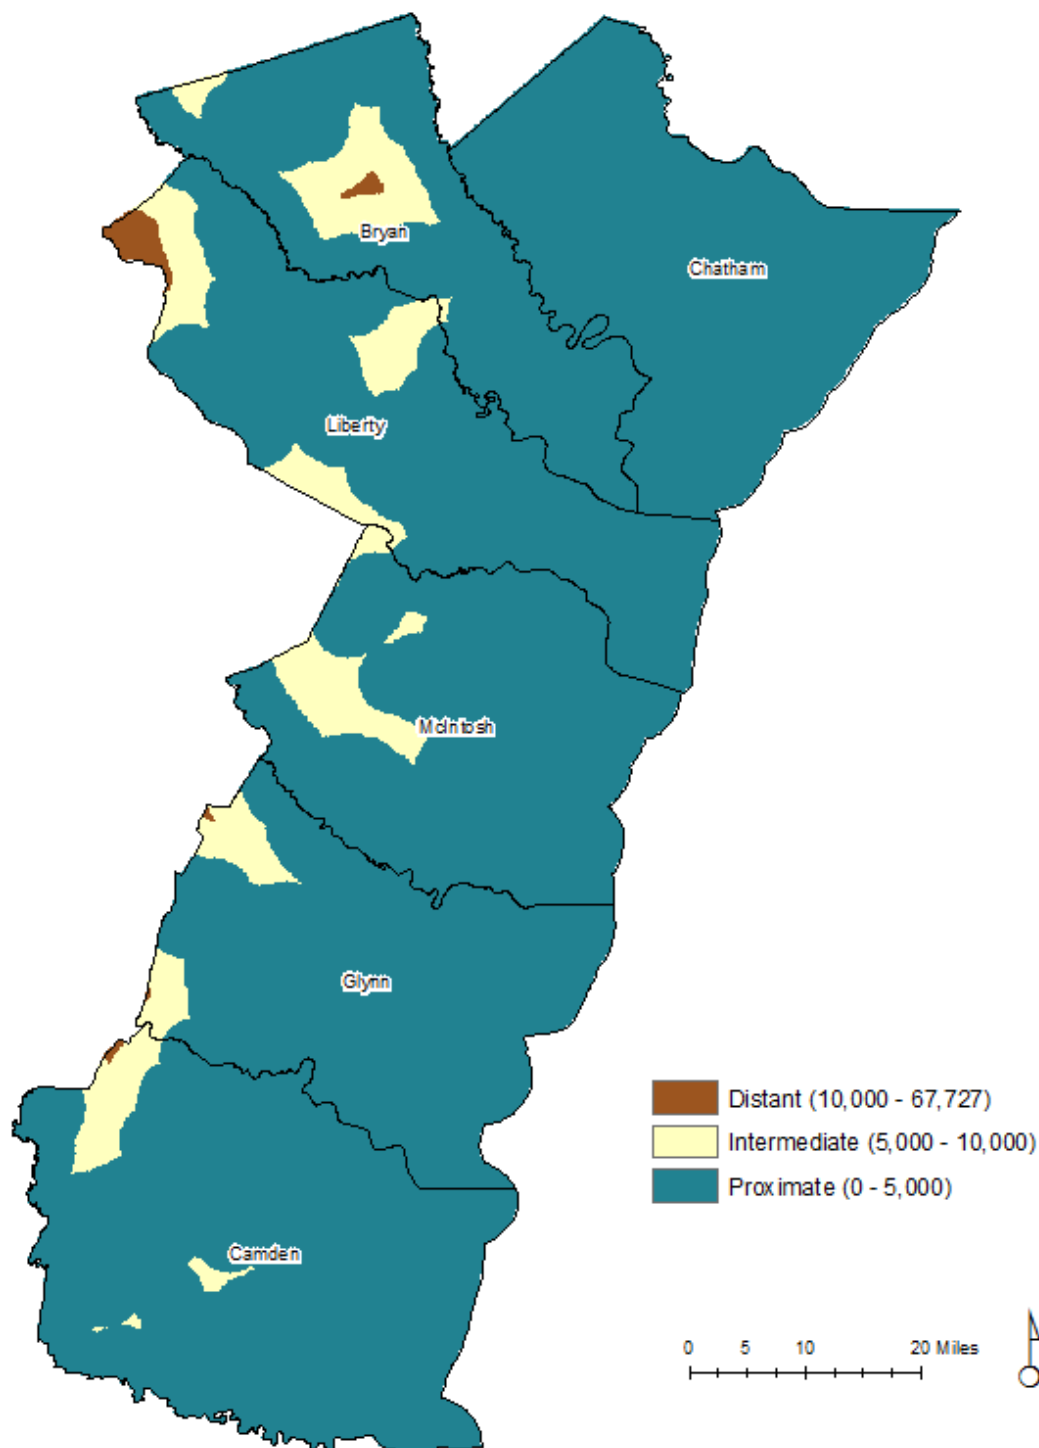 Bryan
Chatham
Liberty
McIntosh
Glynn
Distant (10,000 - 67,727)
Intermediate (5,000 - 10,000)
Proximate (0 - 5,000)
Camden
0 5 10 20 Miles